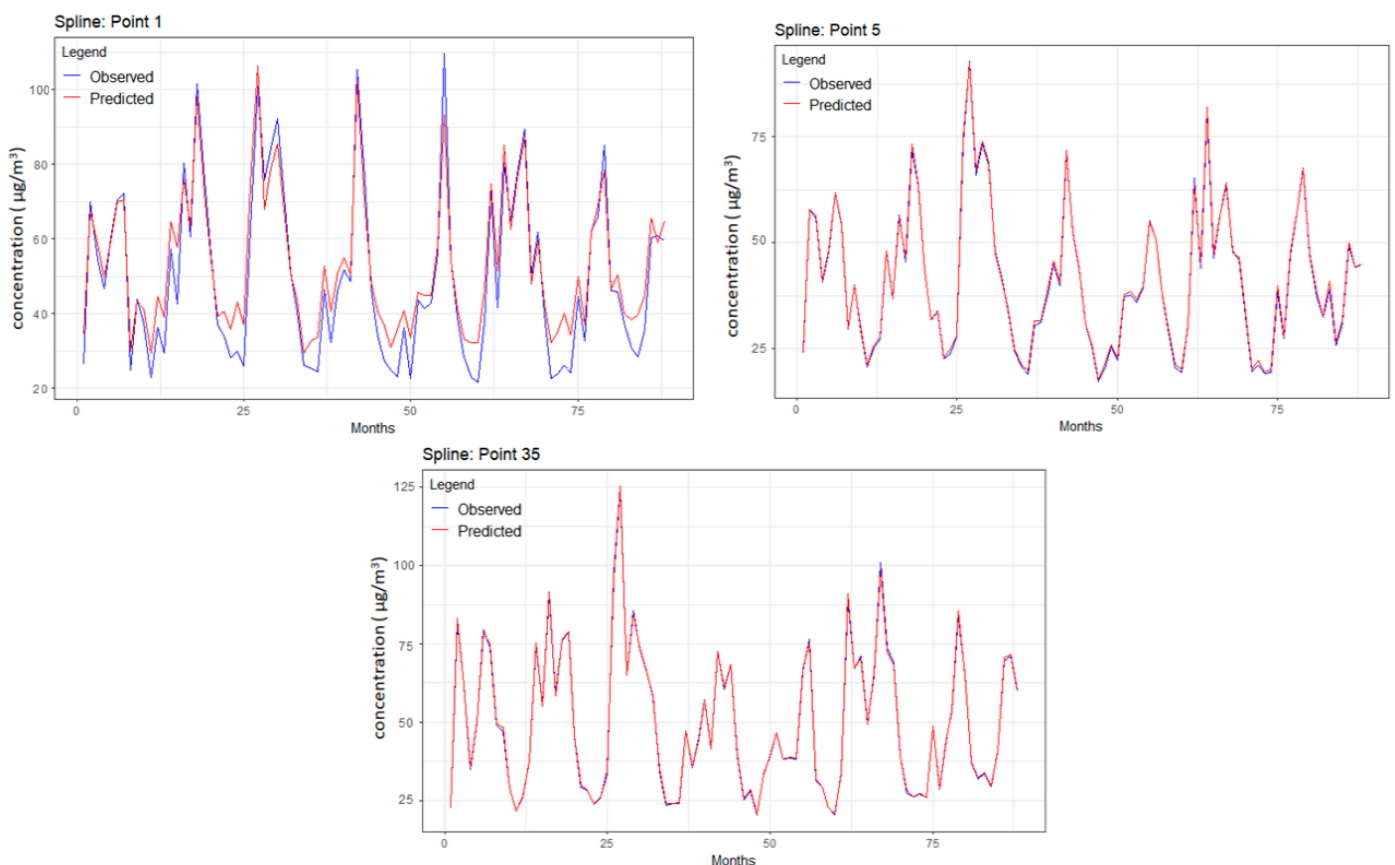 Spline: Point 1
Legend
Observed
Predicted
concentration ( µg/m³)
100
80
60
40
20
0
25
50
75
Months
Spline: Point 5
Legend
Observed
Predicted
concentration ( µg/m³)
75
50
25
0
25
50
75
Months
Spline: Point 35
Legend
Observed
Predicted
concentration ( µg/m³)
125
100
75
50
25
0
25
50
75
Months